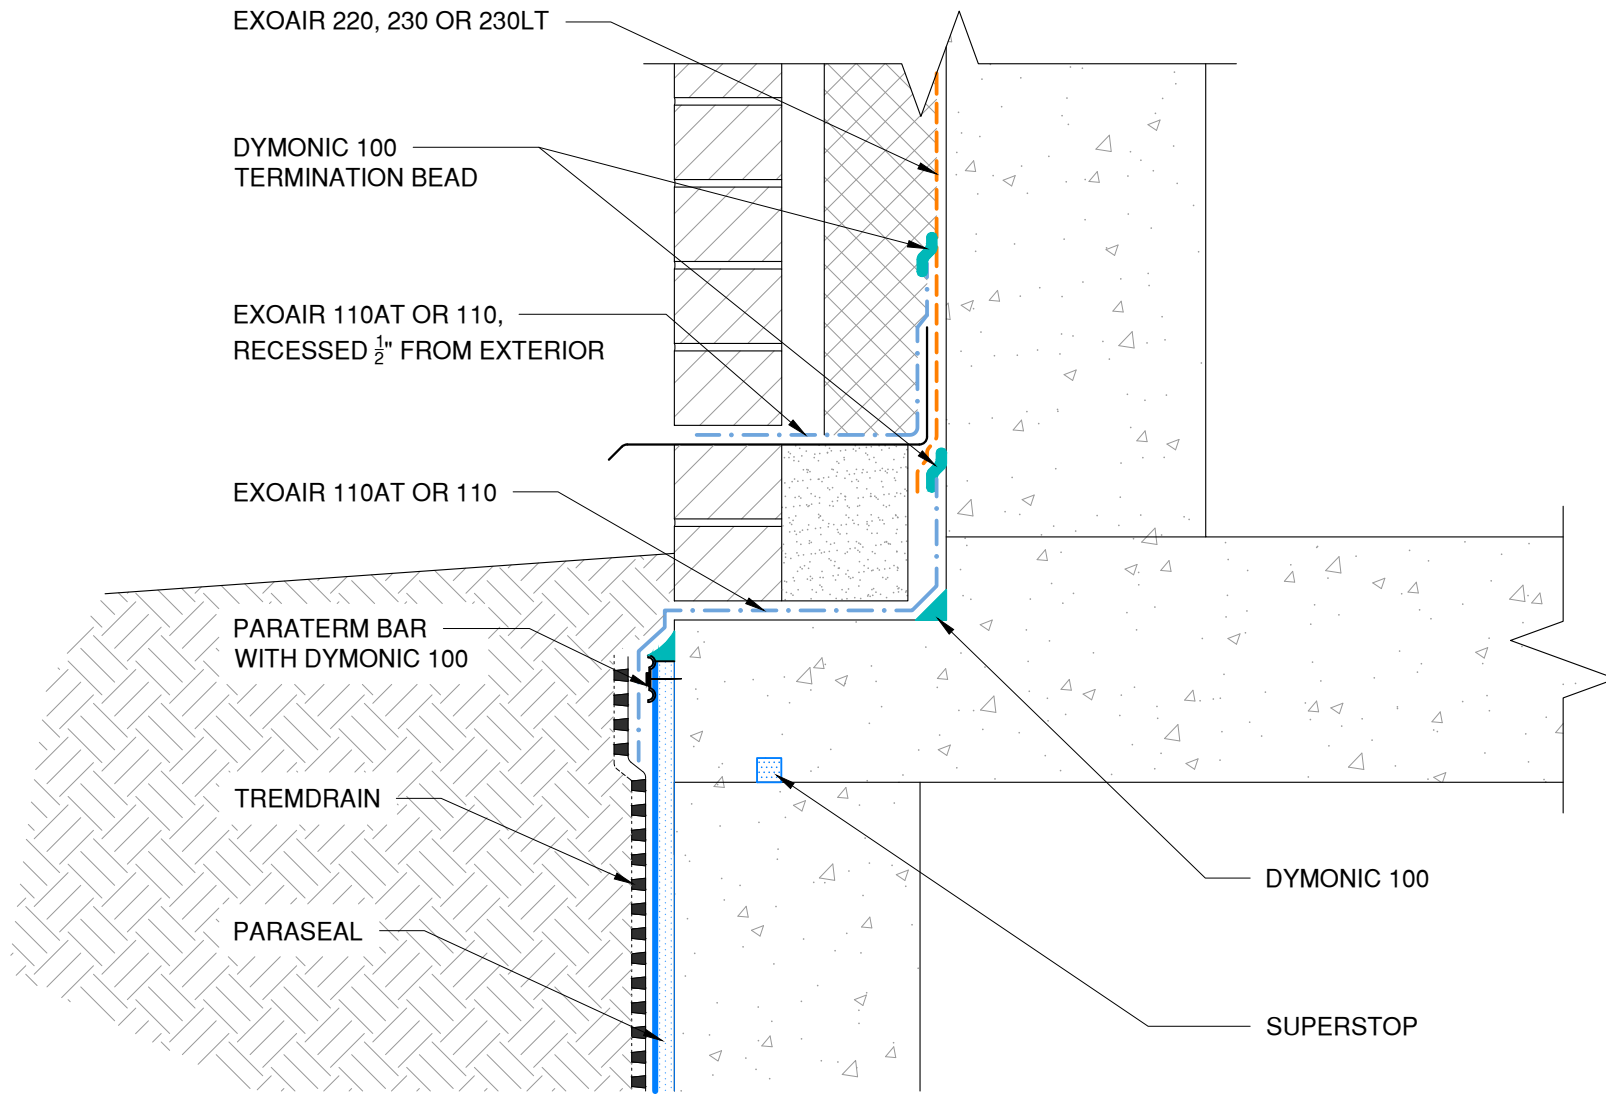 EXOAIR 220, 230 OR 230LT
DYMONIC 100
TERMINATION BEAD
EXOAIR 110AT OR 110,
RECESSED 1/2" FROM EXTERIOR
EXOAIR 110AT OR 110
PARATERM BAR
WITH DYMONIC 100
TREMDRAIN
PARASEAL
DYMONIC 100
SUPERSTOP